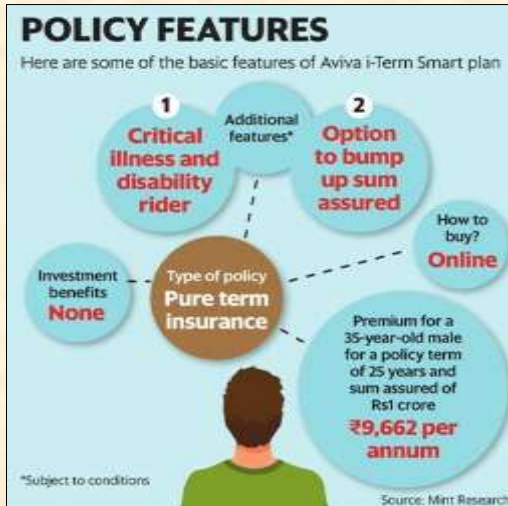 POLICY FEATURES
Here are some of the basic features of Aviva i-Term Smart plan
1
Critical
illness and
disability
rider
Additional
features*
2
Option
to bump
up sum
assured
How to
buy?
Online
Investment
benefits
None
Type of policy
Pure term
insurance
Premium for a
35-year-old male
for a policy term
of 25 years and
sum assured of
Rs1 crore
₹9,662 per
annum
*Subject to conditions
Source: Mint Research